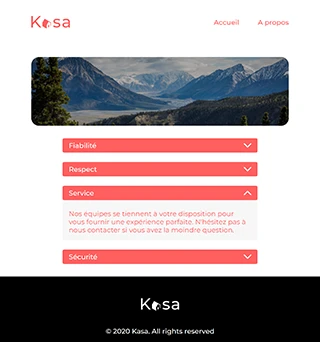 Kasa
Accueil A propos
Fiabilité
Respect
Service
Nos équipes se tiennent à votre disposition pour
vous fournir une expérience parfaite. N'hésitez pas à
nous contacter si vous avez la moindre question.
Sécurité
Kasa
© 2020 Kasa. All rights reserved